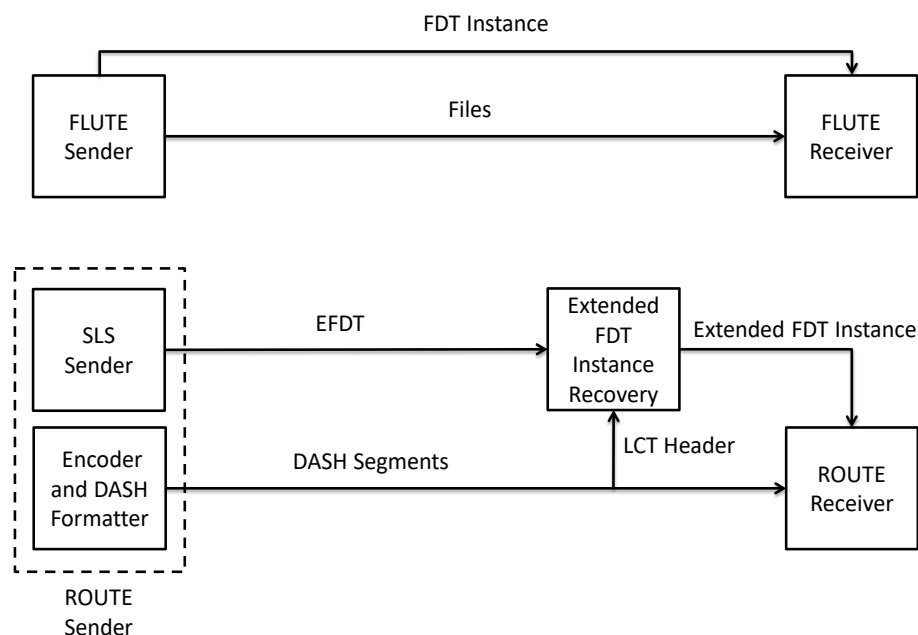 FDT Instance
FLUTE
Sender
Files
FLUTE
Receiver
SLS
Sender
EFDT
Extended
FDT
Instance
Recovery
Extended FDT Instance
Encoder
and DASH
Formatter
DASH Segments
LCT Header
ROUTE
Receiver
ROUTE
Sender